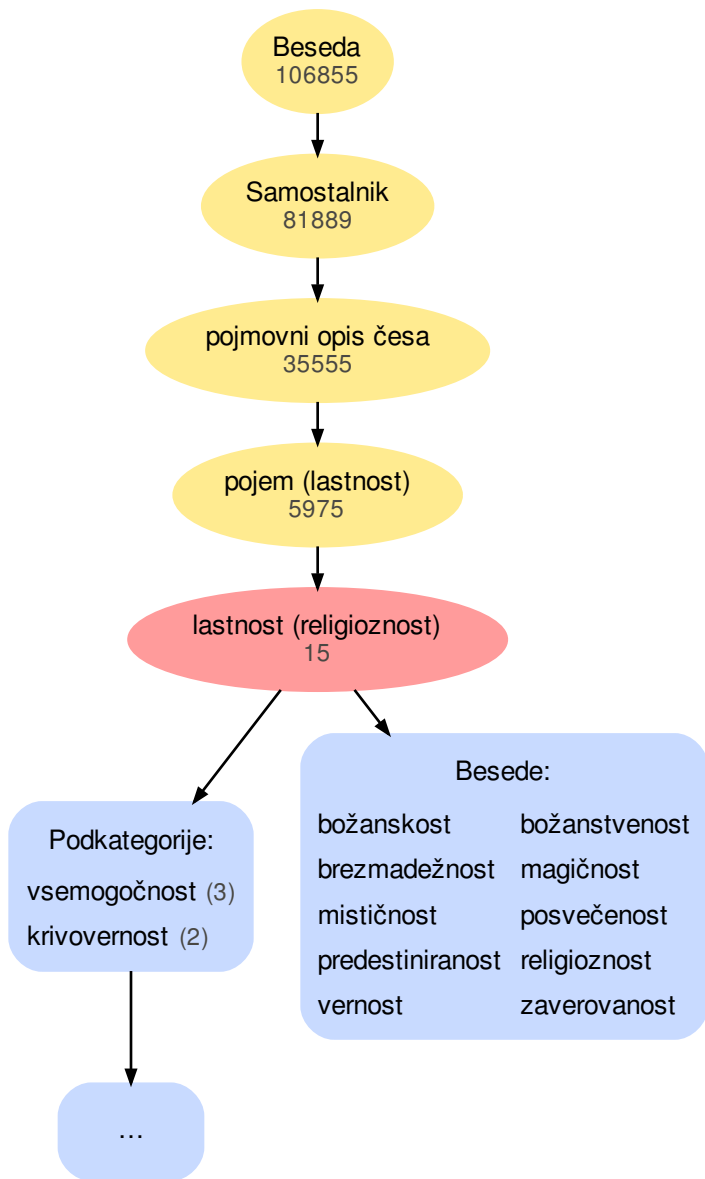 Beseda
106855
Samostalnik
81889
pojmovni opis česa
35555
pojem (lastnost)
5975
lastnost (religioznost)
15
Podkategorije:
vsemogočnost (3)
krivovernost (2)
…
Besede:
božanskost božanstvenost
brezmadežnost magičnost
mističnost posvečenost
predestiniranost religioznost
vernost zaverovanost